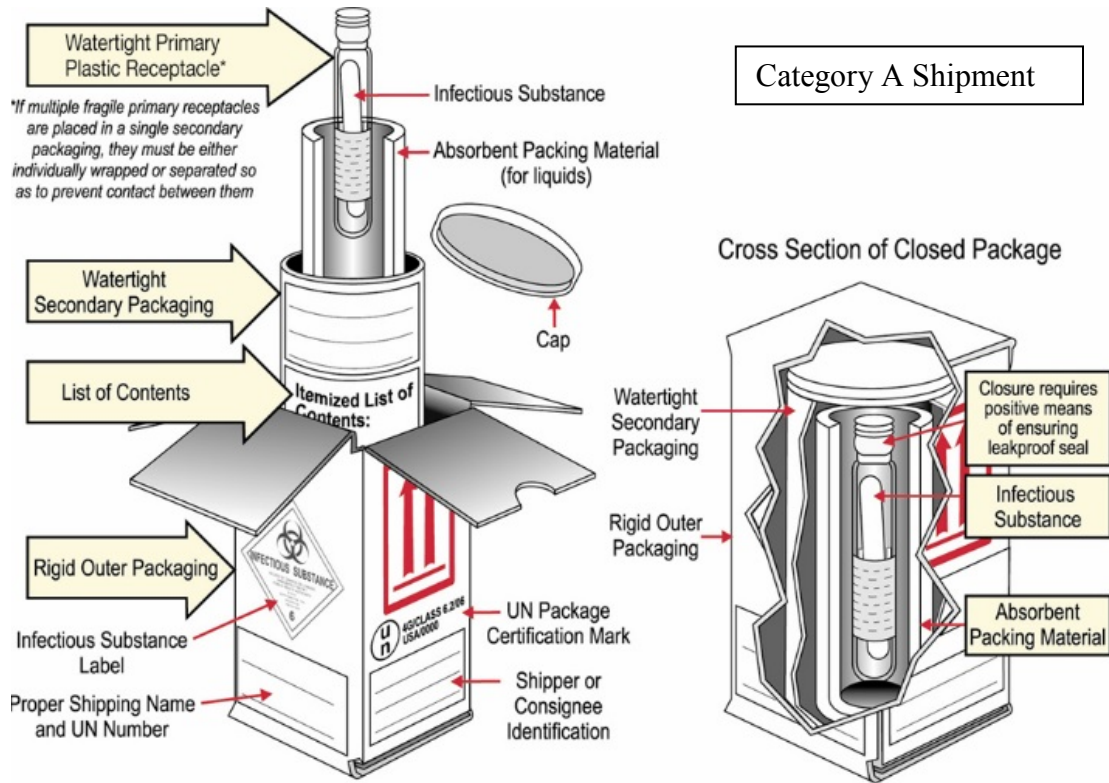 Watertight Primary
Plastic Receptacle*
*If multiple fragile primary receptacles
are placed in a single secondary
packaging, they must be either
individually wrapped or separated so
as to prevent contact between them
Infectious Substance
Absorbent Packing Material
(for liquids)
Category A Shipment
Watertight
Secondary Packaging
Cap
List of Contents
Itemized List of
Contents:
Rigid Outer Packaging
INFECTIOUS SUBSTANCE
6
Infectious Substance
Label
Proper Shipping Name
and UN Number
u
n
4G/CLASS 6.2/06
USA/0000
UN Package
Certification Mark
Shipper or
Consignee
Identification
Cross Section of Closed Package
Watertight
Secondary
Packaging
Rigid Outer
Packaging
Closure requires
positive means
of ensuring
leakproof seal
Infectious
Substance
Absorbent
Packing Material